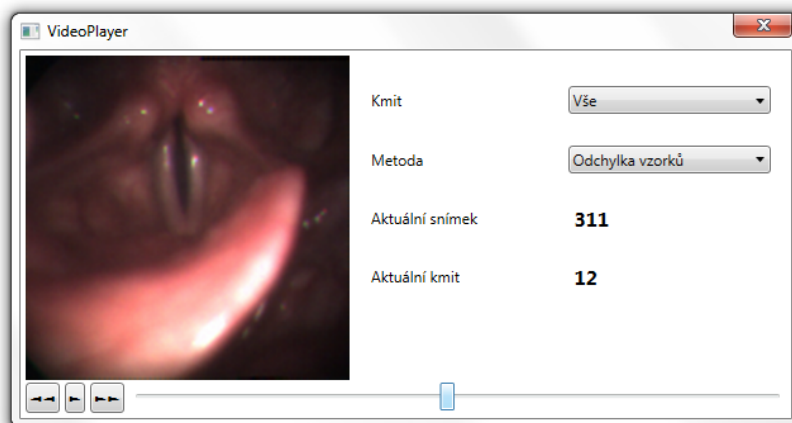 VideoPlayer
Kmit
Vše
Metoda
Odchylka vzorků
Aktuální snímek
311
Aktuální kmit
12